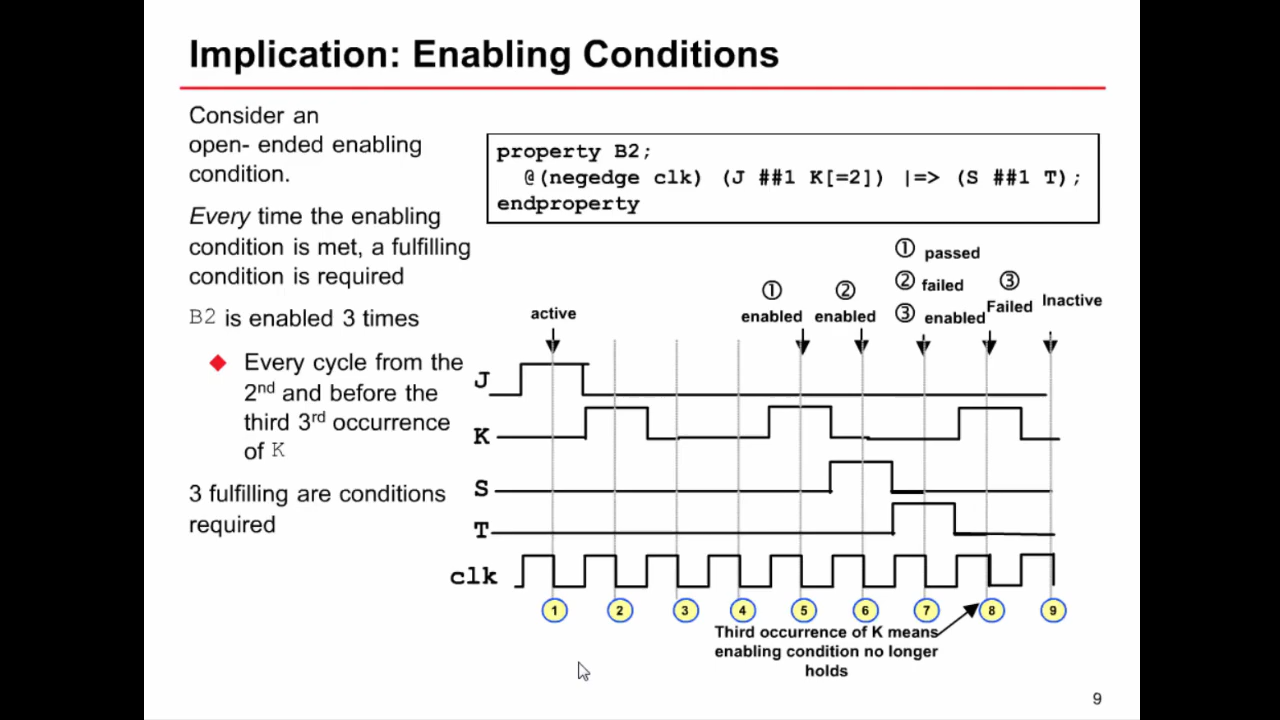 Implication: Enabling Conditions
Consider an
open- ended enabling
condition.
Every time the enabling
condition is met, a fulfilling
condition is required
B2 is enabled 3 times
Every cycle from the
2nd and before the
third 3rd occurrence
of K
3 fulfilling are conditions
required
property B2;
@(negedge clk) (J ##1 K[=2]) |=> (S ##1 T);
endproperty
① passed
② failed
③ enabled
③
Failed
Inactive
①
enabled
②
enabled
active
J
K
S
T
clk
1 2 3 4 5 6 7 8 9
Third occurrence of K means
enabling condition no longer
holds
9